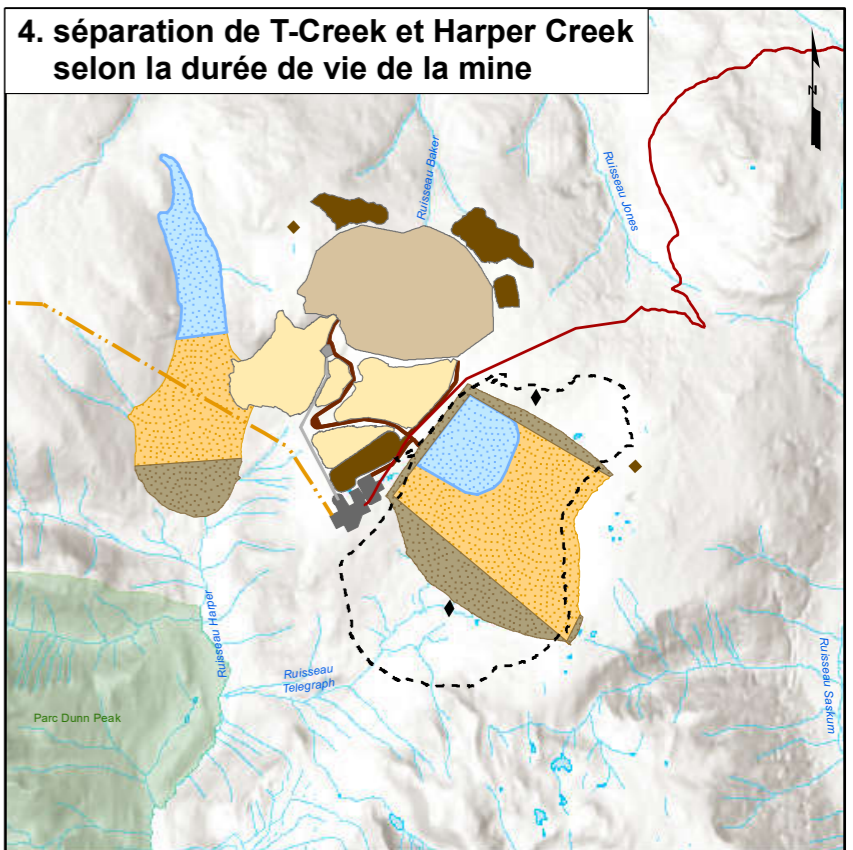 4. séparation de T-Creek et Harper Creek
selon la durée de vie de la mine
N
Ruisseau Baker
Ruisseau Jones
Ruisseau Harper
Ruisseau
Telegraph
Parc Dunn Peak
Ruisseau Saskum